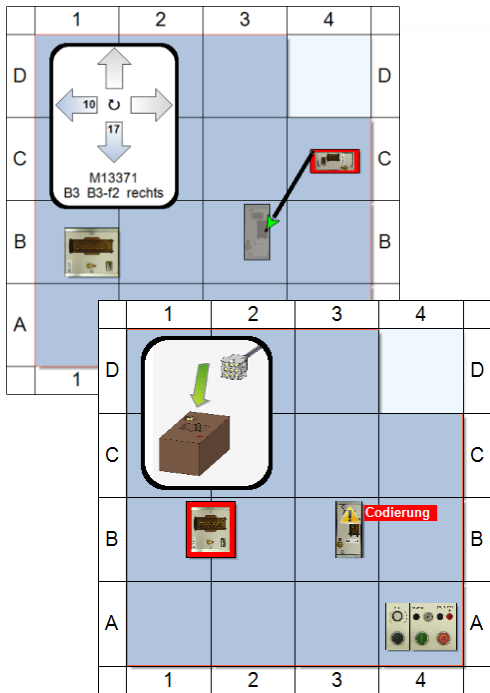 1 2 3 4
D D
10 ↻
17
M13371
B3 B3-f2 rechts
C C
B B
A
1
1 2 3 4
D D
C C
B Codierung B
A A
1 2 3 4